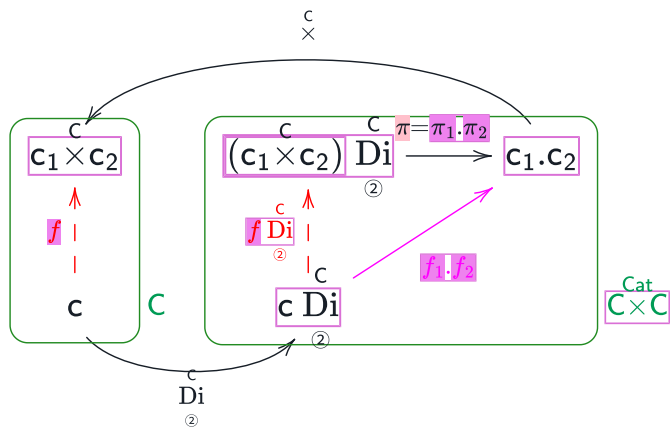 C
×
C
c₁×c₂
f
c
C
C
(c₁×c₂) Di
C
②
π=π₁.π₂
c₁.c₂
f Di
C
②
f₁.f₂
c Di
C
②
Cat
C×C
C
Di
②